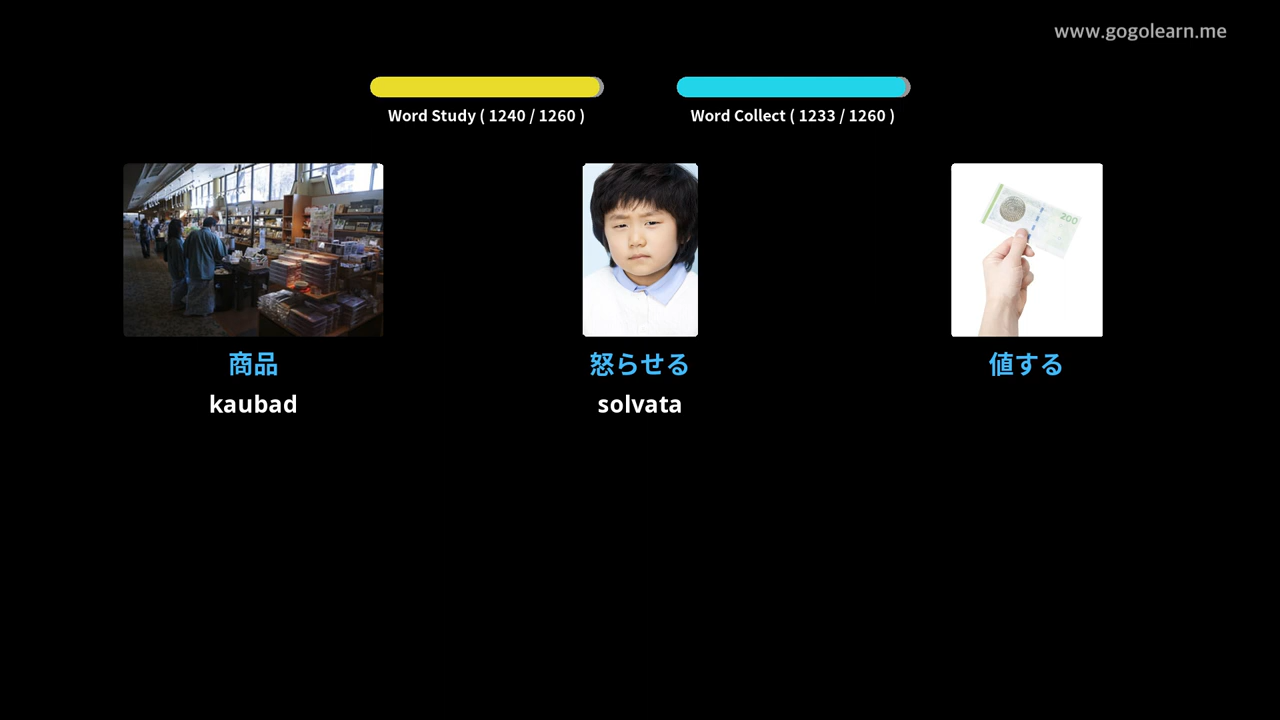 www.gogolearn.me
Word Study ( 1240 / 1260 )
Word Collect ( 1233 / 1260 )
商品
怒らせる
値する
kaubad
solvata
200